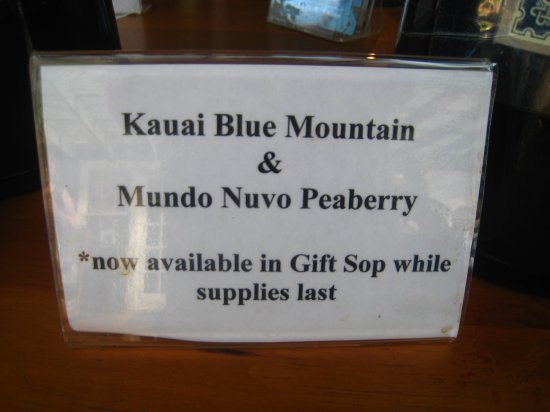 Kauai Blue Mountain
&
Mundo Nuvo Peaberry
*now available in Gift Sop while
supplies last